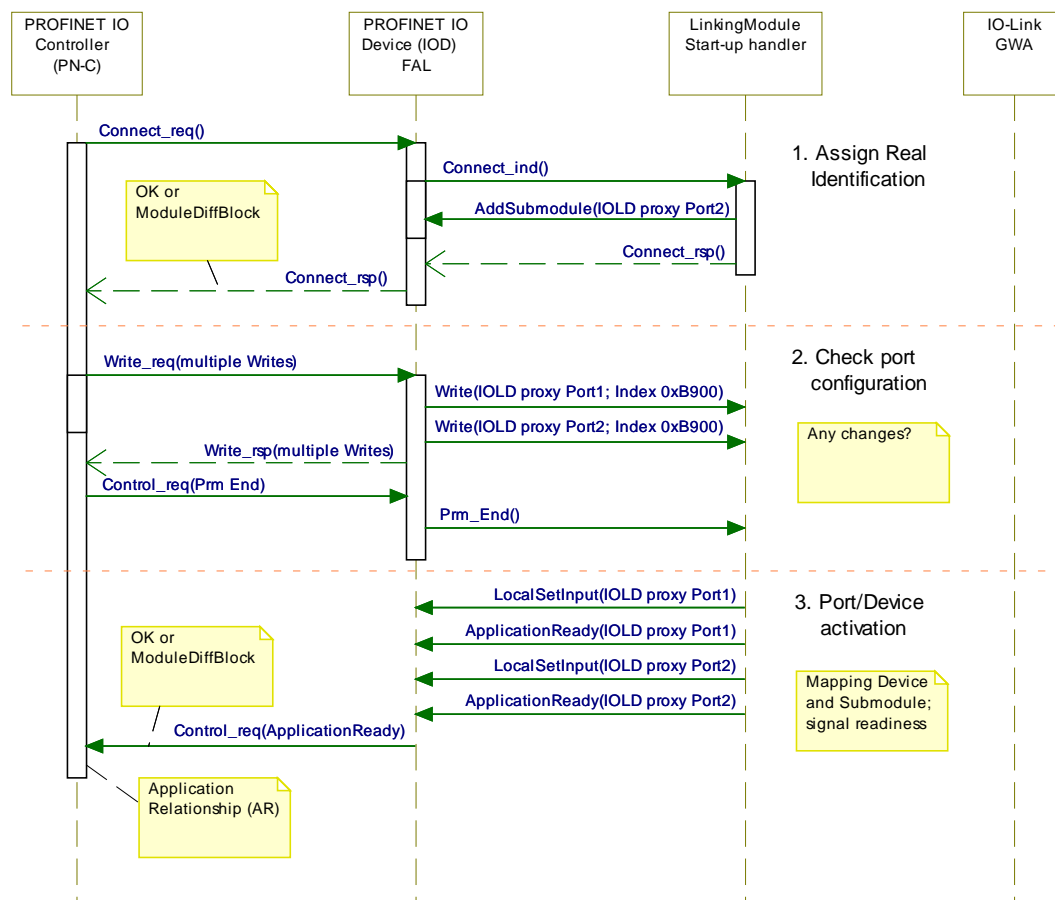 PROFINET IO
Controller
(PN-C)
PROFINET IO
Device (IOD)
FAL
LinkingModule
Start-up handler
IO-Link
GWA
Connect_req()
1. Assign Real
Identification
Connect_ind()
OK or
ModuleDiffBlock
AddSubmodule(IOLD proxy Port2)
Connect_rsp()
Connect_rsp()
2. Check port
configuration
Write_req(multiple Writes)
Write(IOLD proxy Port1; Index 0xB900)
Write(IOLD proxy Port2; Index 0xB900)
Any changes?
Write_rsp(multiple Writes)
Control_req(Prm End)
Prm_End()
LocalSetInput(IOLD proxy Port1)
3. Port/Device
activation
OK or
ModuleDiffBlock
ApplicationReady(IOLD proxy Port1)
LocalSetInput(IOLD proxy Port2)
Mapping Device
and Submodule;
signal readiness
ApplicationReady(IOLD proxy Port2)
Control_req(ApplicationReady)
Application
Relationship (AR)